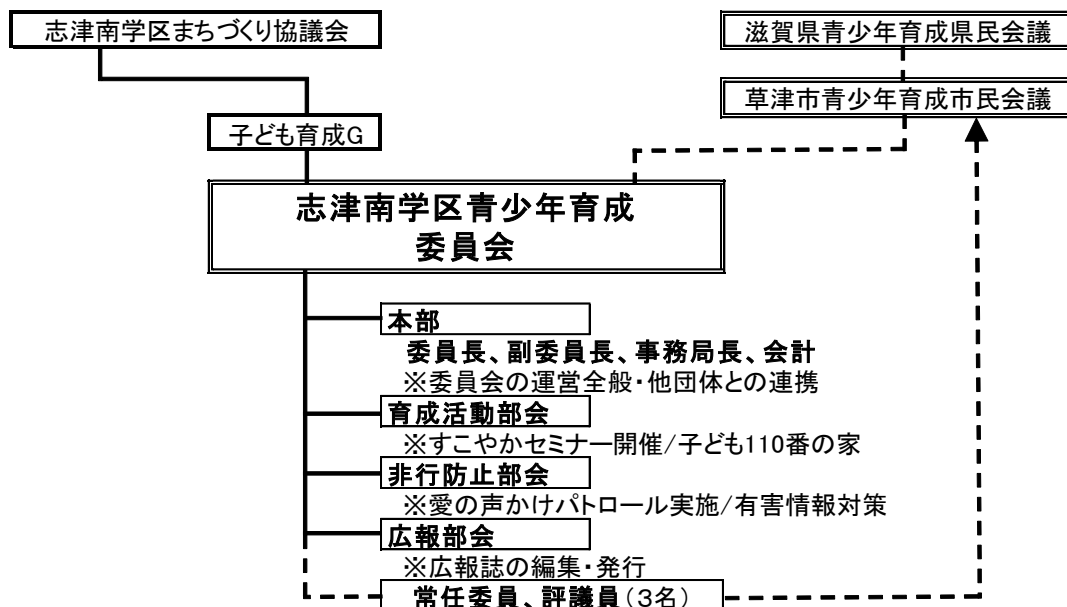 志津南学区まちづくり協議会
滋賀県青少年育成県民会議
草津市青少年育成市民会議
子ども育成G
志津南学区青少年育成
委員会
本部
委員長、副委員長、事務局長、会計
※委員会の運営全般・他団体との連携
育成活動部会
※すこやかセミナー開催/子ども110番の家
非行防止部会
※愛の声かけパトロール実施/有害情報対策
広報部会
※広報誌の編集・発行
常任委員、評議員(3名)